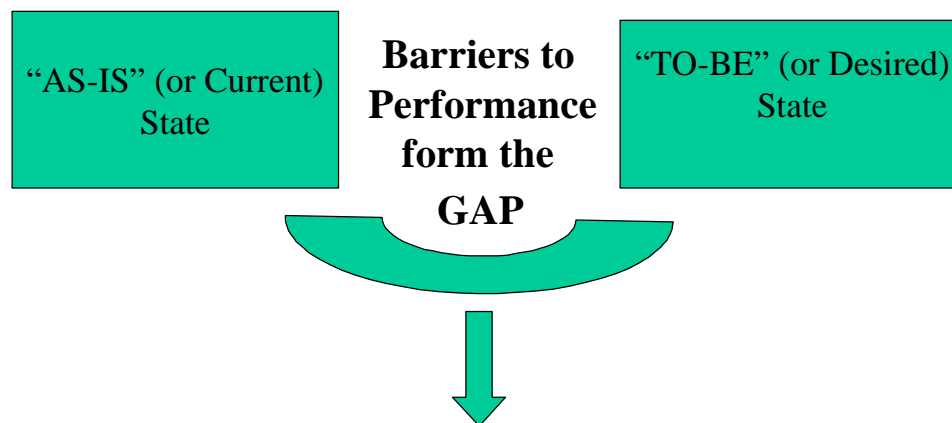 “AS-IS” (or Current)
State
Barriers to
Performance
form the
GAP
“TO-BE” (or Desired)
State